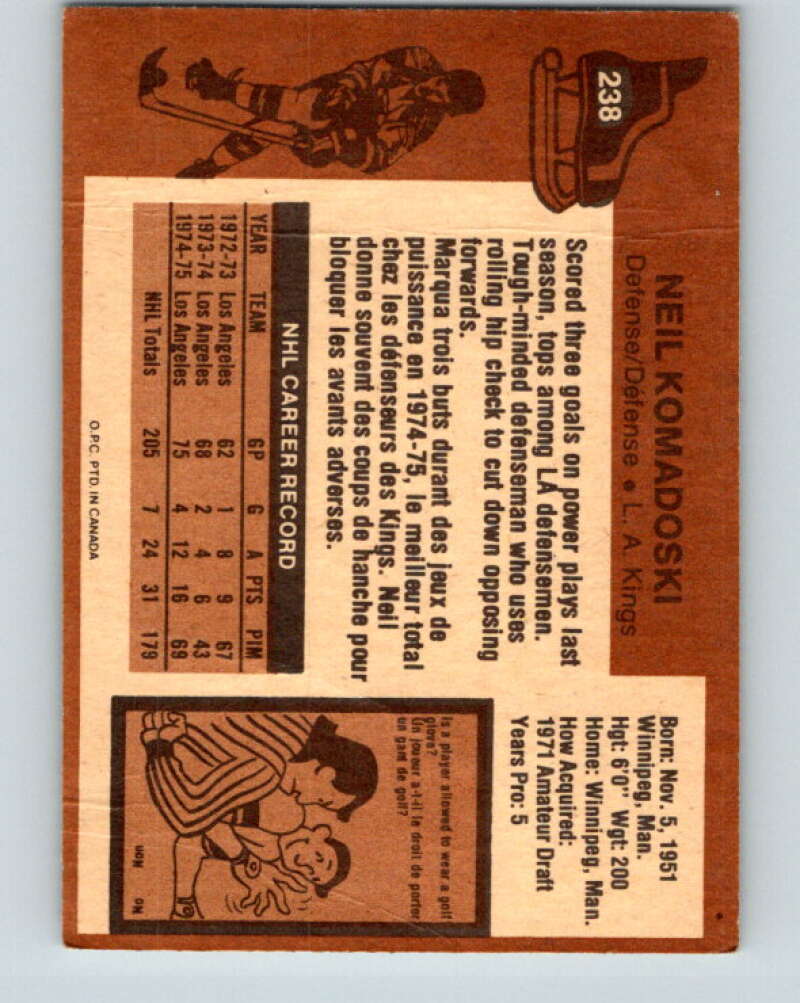 238
NEIL KOMADOSKI
Defense/Défense • L. A. Kings
Scored three goals on power plays last
season, tops among LA defensemen.
Tough-minded defenseman who uses
rolling hip check to cut down opposing
forwards.
Marqua trois buts durant des jeux de
puissance en 1974-75, le meilleur total
chez les défenseurs des Kings. Neil
donne souvent des coups de hanche pour
bloquer les avants adverses.
NHL CAREER RECORD
YEAR TEAM GP G A PTS PIM
1972-73 Los Angeles 62 1 8 9 67
1973-74 Los Angeles 68 2 4 6 43
1974-75 Los Angeles 75 4 12 16 69
NHL Totals 205 7 24 31 179
O.P.C. PTD. IN CANADA
Born: Nov. 5, 1951
Winnipeg, Man.
Hgt: 6'0" Wgt: 200
Home: Winnipeg, Man.
How Acquired:
1971 Amateur Draft
Years Pro: 5
Is a player allowed to wear a golf
glove?
Un joueur a-t-il le droit de porter
un gant de golf?
No
Non